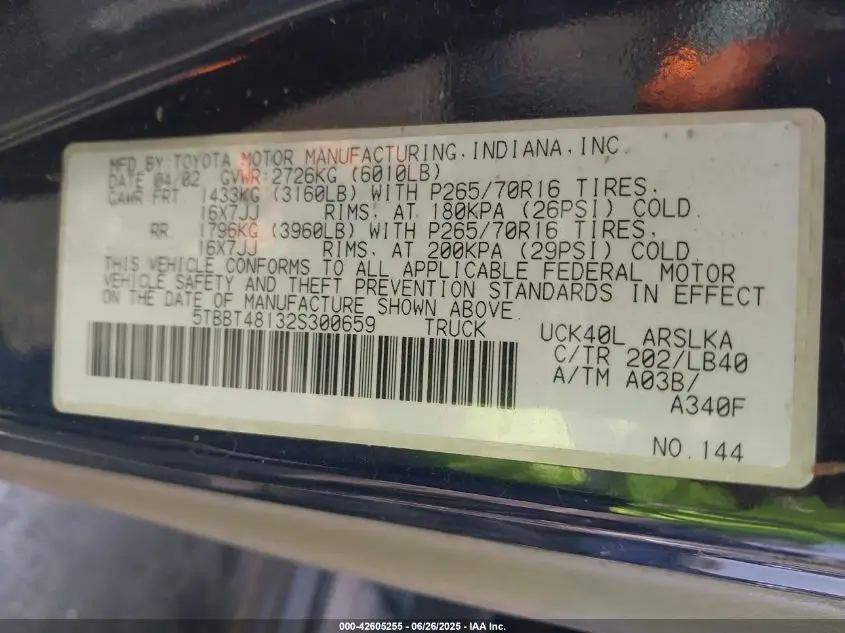 MFD BY TOYOTA MOTOR MANUFACTURING, INDIANA, INC
DATE 04/02 GVWR:2726KG (6010LB)
GAWR FRT. 1433KG (3160LB) WITH P265/70R16 TIRES.
16X7JJ RIMS. AT 180KPA (26PSI) COLD.
RR. 1796KG (3960LB) WITH P265/70R16 TIRES.
16X7JJ RIMS. AT 200KPA (29PSI) COLD.
THIS VEHICLE CONFORMS TO ALL APPLICABLE FEDERAL MOTOR
VEHICLE SAFETY AND THEFT PREVENTION STANDARDS IN EFFECT
ON THE DATE OF MANUFACTURE SHOWN ABOVE.
5TBBT48132S300659 TRUCK
UCK40L ARSLKA
C/TR 202/LB40
A/TM A03B/
A340F
NO.144
000-42605255 - 06/26/2025 - IAA Inc.